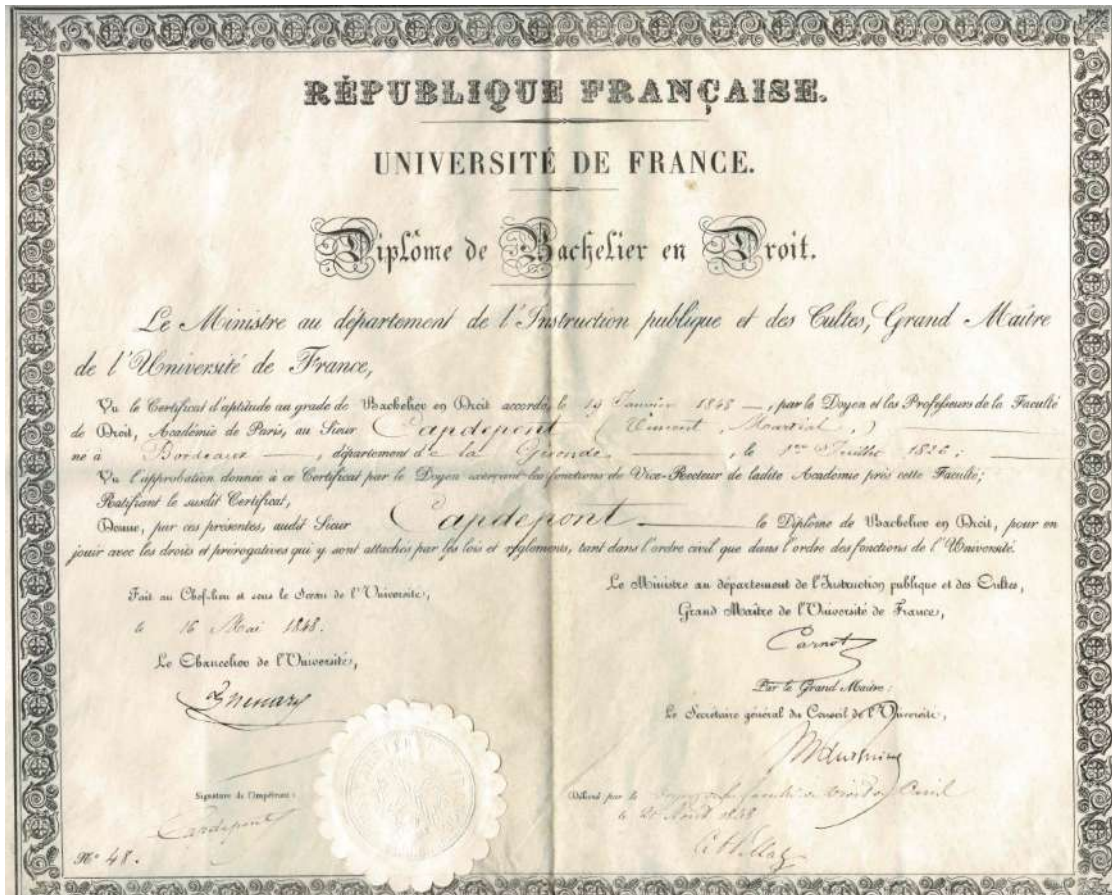 RÉPUBLIQUE FRANÇAISE.
UNIVERSITÉ DE FRANCE.
Diplôme de Bachelier en Droit.
Le Ministre au département de l'Instruction publique et des Cultes, Grand Maître
de l'Université de France,
Vu le Certificat d'aptitude au grade de Bachelier en Droit accordé, le 19 Janvier 1848 —, par le Doyen et les Professeurs de la Faculté
de Droit, Académie de Paris, au Sieur Capdepont (Vincent, Martial,)
né à Bordeaux —, département de la Gironde —, le 1er Juillet 1826;
Vu l'approbation donnée à ce Certificat par le Doyen exerçant les fonctions de Vice-Recteur de ladite Académie près cette Faculté;
Ratifiant le susdit Certificat,
Donne, par ces présentes, audit Sieur Capdepont — le Diplôme de Bachelier en Droit, pour en
jouir avec les droits et prérogatives qui y sont attachés par les lois et règlements, tant dans l'ordre civil que dans l'ordre des fonctions de l'Université.
Fait au Chef-lieu et sous le Sceau de l'Université,
le 16 Mai 1848.
Le Chancelier de l'Université,
Le Ministre au département de l'Instruction publique et des Cultes,
Grand Maître de l'Université de France,
Carnot
Par le Grand Maître:
Le Secrétaire général du Conseil de l'Université,
Signature de l'Impétrant:
Capdepont
Nº 48.
Délivré par le Doyen de la faculté de droit
le 20 Août 1848